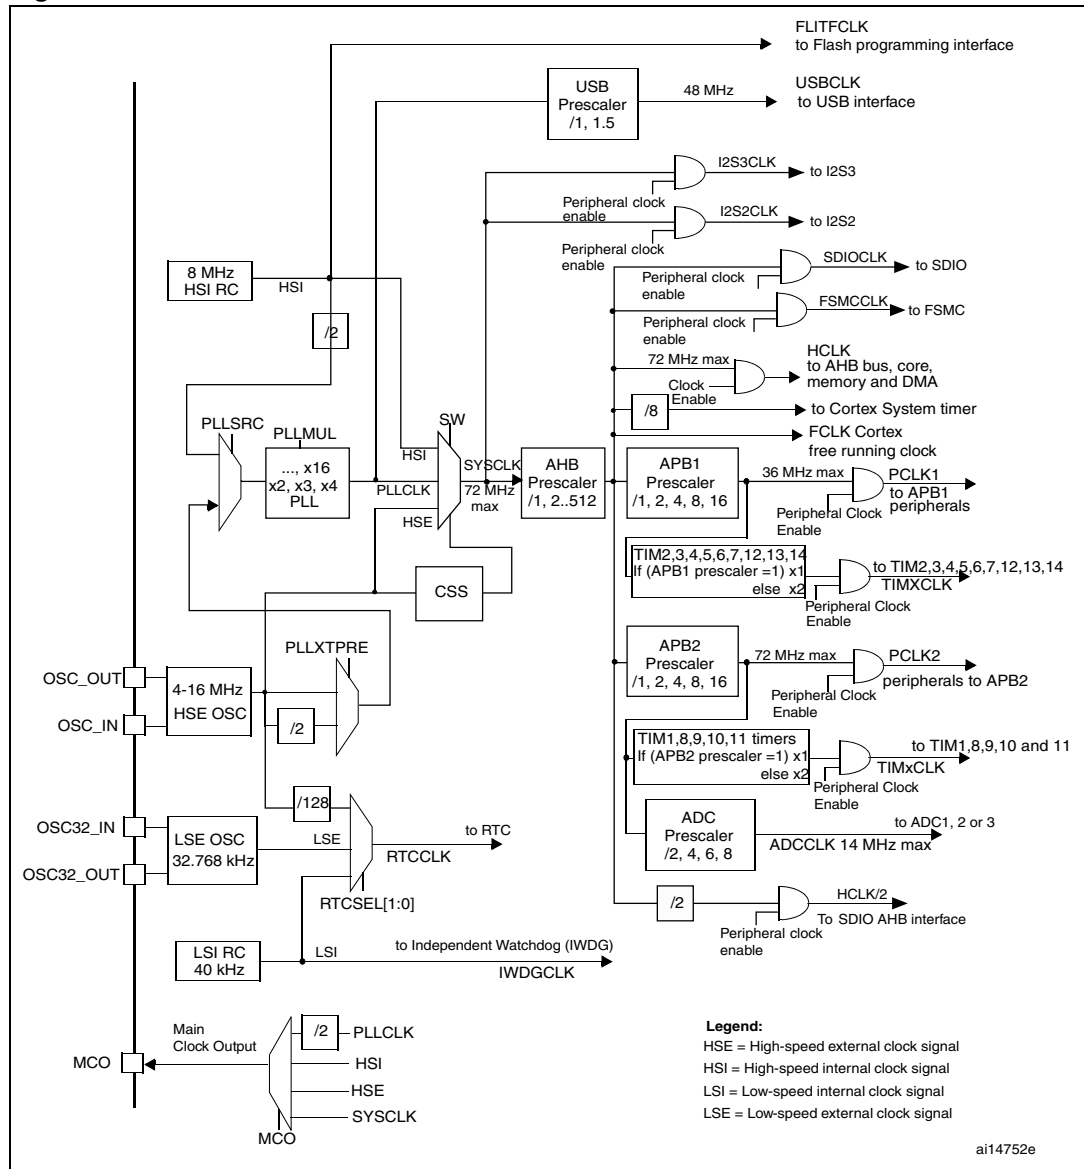 FLITFCLK
to Flash programming interface
USB
Prescaler
/1, 1.5
48 MHz
USBCLK
to USB interface
I2S3CLK
to I2S3
Peripheral clock
enable
I2S2CLK
to I2S2
Peripheral clock
enable
8 MHz
HSI RC
HSI
SDIOCLK
to SDIO
Peripheral clock
enable
FSMCCLK
to FSMC
Peripheral clock
enable
/2
72 MHz max
HCLK
to AHB bus, core,
memory and DMA
Clock
Enable
/8
to Cortex System timer
FCLK Cortex
free running clock
PLLSRC
PLLMUL
SW
..., x16
x2, x3, x4
PLL
HSI
PLLCLK
HSE
SYSCLK
72 MHz
max
AHB
Prescaler
/1, 2..512
APB1
Prescaler
/1, 2, 4, 8, 16
36 MHz max
PCLK1
to APB1
peripherals
Peripheral Clock
Enable
TIM2,3,4,5,6,7,12,13,14
If (APB1 prescaler =1) x1
else x2
to TIM2,3,4,5,6,7,12,13,14
TIMXCLK
Peripheral Clock
Enable
CSS
PLLXTPRE
OSC_OUT
OSC_IN
4-16 MHz
HSE OSC
/2
APB2
Prescaler
/1, 2, 4, 8, 16
72 MHz max
PCLK2
peripherals to APB2
Peripheral Clock
Enable
TIM1,8,9,10,11 timers
If (APB2 prescaler =1) x1
else x2
to TIM1,8,9,10 and 11
TIMxCLK
Peripheral Clock
Enable
/128
OSC32_IN
OSC32_OUT
LSE OSC
32.768 kHz
LSE
to RTC
RTCCLK
RTCSEL[1:0]
ADC
Prescaler
/2, 4, 6, 8
to ADC1, 2 or 3
ADCCLK 14 MHz max
/2
HCLK/2
To SDIO AHB interface
Peripheral clock
enable
LSI RC
40 kHz
LSI
to Independent Watchdog (IWDG)
IWDGCLK
Main
Clock Output
MCO
/2
PLLCLK
HSI
HSE
SYSCLK
MCO
Legend:
HSE = High-speed external clock signal
HSI = High-speed internal clock signal
LSI = Low-speed internal clock signal
LSE = Low-speed external clock signal
ai14752e